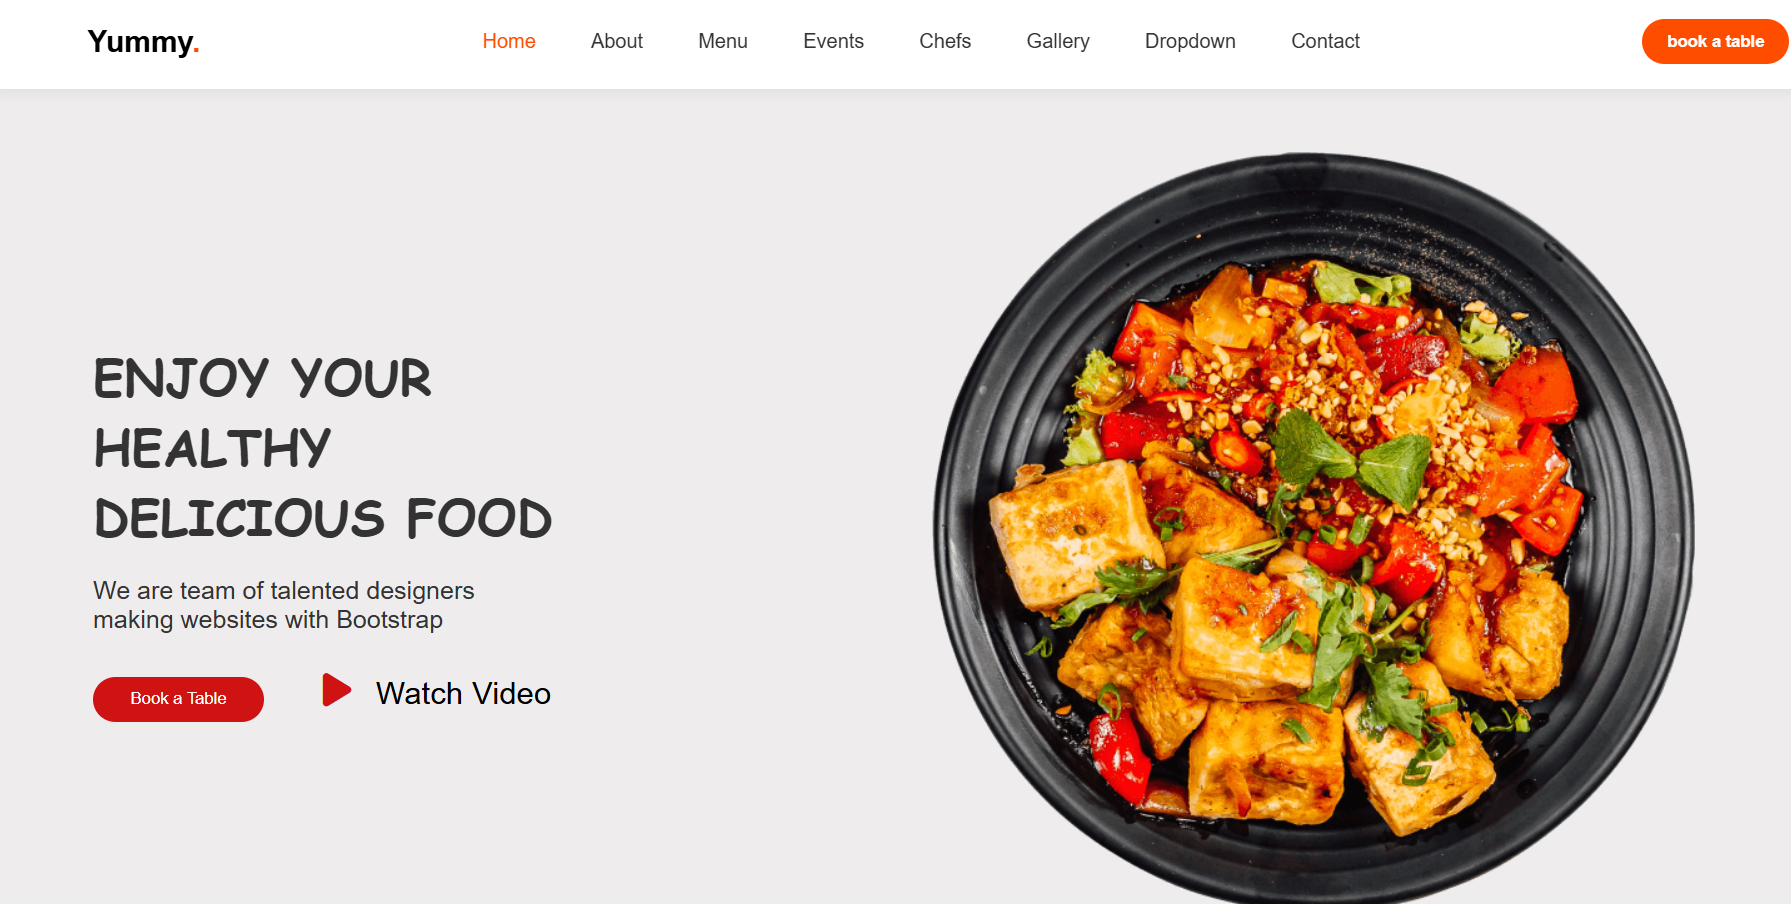 Yummy.
Home About Menu Events Chefs Gallery Dropdown Contact
book a table
ENJOY YOUR
HEALTHY
DELICIOUS FOOD
We are team of talented designers
making websites with Bootstrap
Book a Table
Watch Video